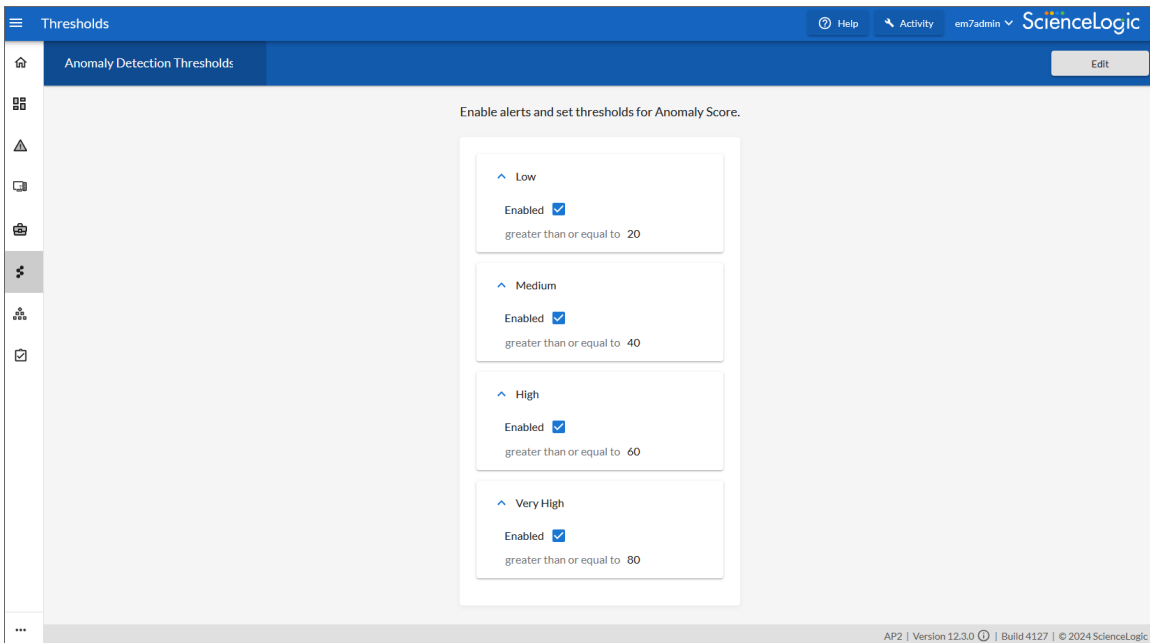 Thresholds
Help
Activity
em7admin
ScienceLogic
Anomaly Detection Thresholds
Edit
Enable alerts and set thresholds for Anomaly Score.
Low
Enabled
greater than or equal to 20
Medium
Enabled
greater than or equal to 40
High
Enabled
greater than or equal to 60
Very High
Enabled
greater than or equal to 80
AP2 | Version 12.3.0 | Build 4127 | © 2024 ScienceLogic